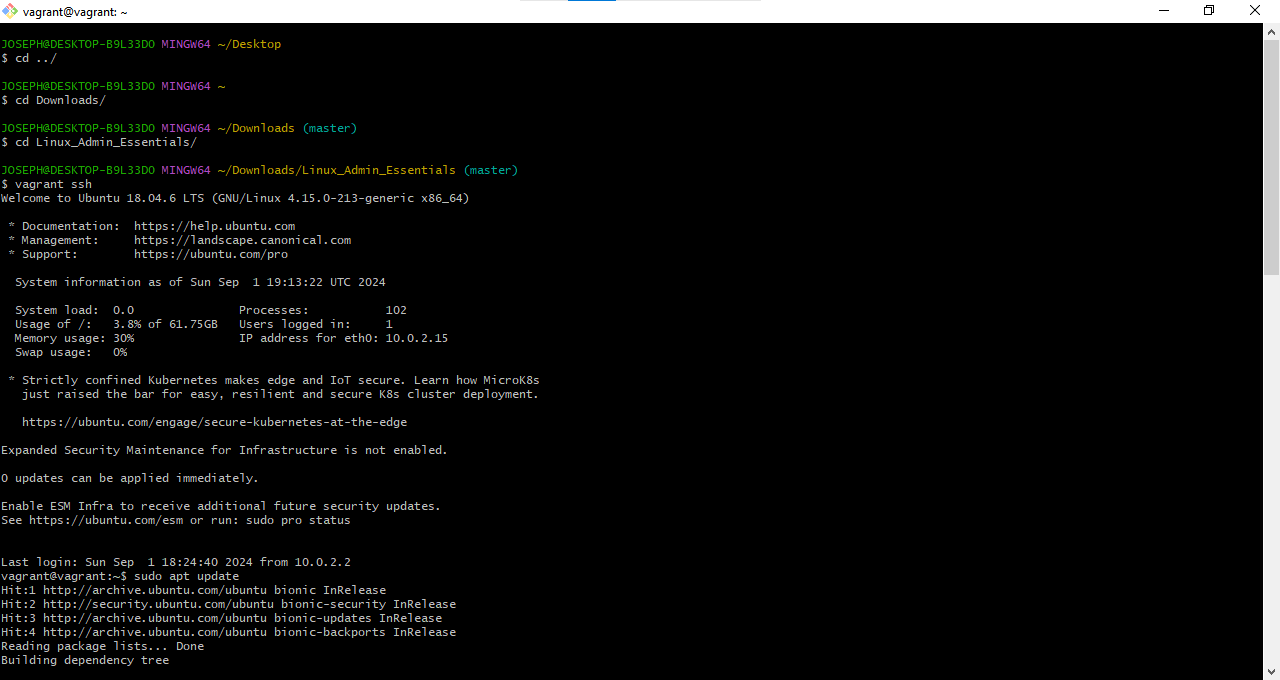 vagrant@vagrant: ~
JOSEPH@DESKTOP-B9L33DO MINGW64 ~/Desktop
$ cd ../
JOSEPH@DESKTOP-B9L33DO MINGW64 ~
$ cd Downloads/
JOSEPH@DESKTOP-B9L33DO MINGW64 ~/Downloads (master)
$ cd Linux_Admin_Essentials/
JOSEPH@DESKTOP-B9L33DO MINGW64 ~/Downloads/Linux_Admin_Essentials (master)
$ vagrant ssh
Welcome to Ubuntu 18.04.6 LTS (GNU/Linux 4.15.0-213-generic x86_64)
 * Documentation:  https://help.ubuntu.com
 * Management:     https://landscape.canonical.com
 * Support:        https://ubuntu.com/pro
  System information as of Sun Sep  1 19:13:22 UTC 2024
  System load:  0.0               Processes:           102
  Usage of /:   3.8% of 61.75GB   Users logged in:     1
  Memory usage: 30%               IP address for eth0: 10.0.2.15
  Swap usage:   0%
 * Strictly confined Kubernetes makes edge and IoT secure. Learn how MicroK8s
   just raised the bar for easy, resilient and secure K8s cluster deployment.
   https://ubuntu.com/engage/secure-kubernetes-at-the-edge
Expanded Security Maintenance for Infrastructure is not enabled.
0 updates can be applied immediately.
Enable ESM Infra to receive additional future security updates.
See https://ubuntu.com/esm or run: sudo pro status
Last login: Sun Sep  1 18:24:40 2024 from 10.0.2.2
vagrant@vagrant:~$ sudo apt update
Hit:1 http://archive.ubuntu.com/ubuntu bionic InRelease
Hit:2 http://security.ubuntu.com/ubuntu bionic-security InRelease
Hit:3 http://archive.ubuntu.com/ubuntu bionic-updates InRelease
Hit:4 http://archive.ubuntu.com/ubuntu bionic-backports InRelease
Reading package lists... Done
Building dependency tree